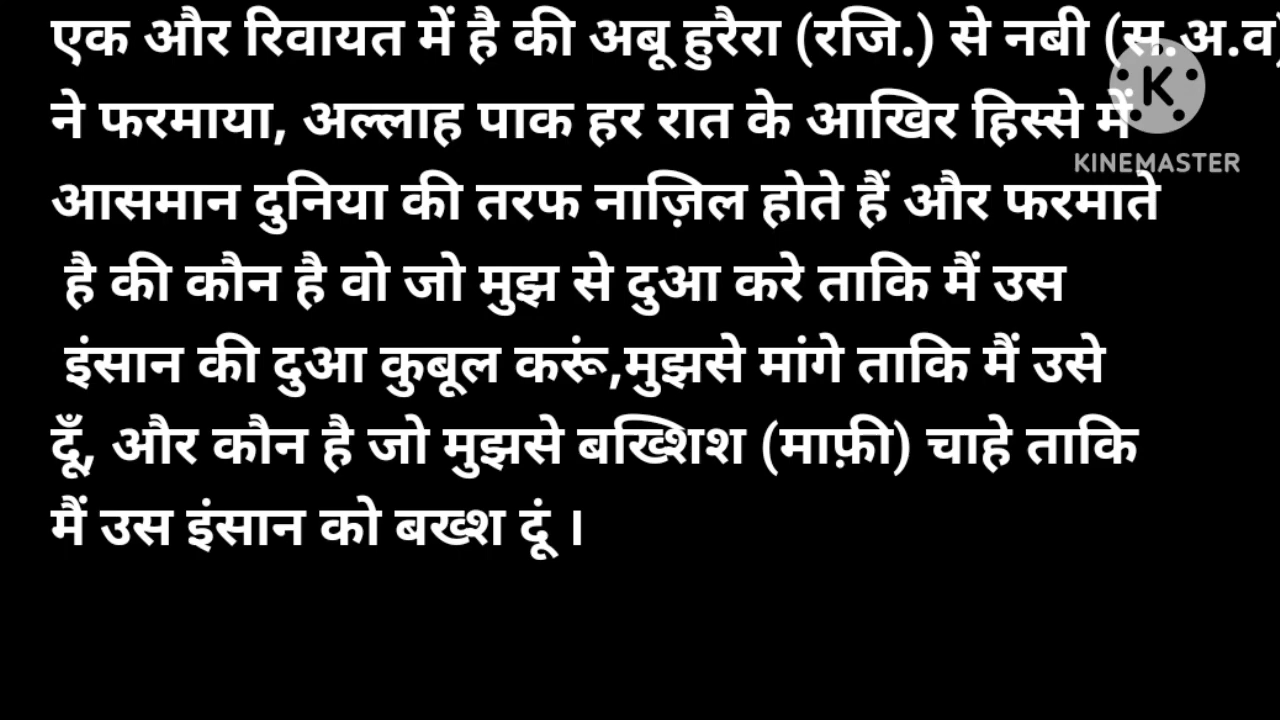 एक और रिवायत में है की अबू हुरैरा (रजि.) से नबी (स.अ.व)
ने फरमाया, अल्लाह पाक हर रात के आखिर हिस्से में
आसमान दुनिया की तरफ नाज़िल होते हैं और फरमाते
है की कौन है वो जो मुझ से दुआ करे ताकि मैं उस
इंसान की दुआ कुबूल करूं,मुझसे मांगे ताकि मैं उसे
दूँ, और कौन है जो मुझसे बख्शिश (माफ़ी) चाहे ताकि
मैं उस इंसान को बख्श दूं ।
K
KINEMASTER